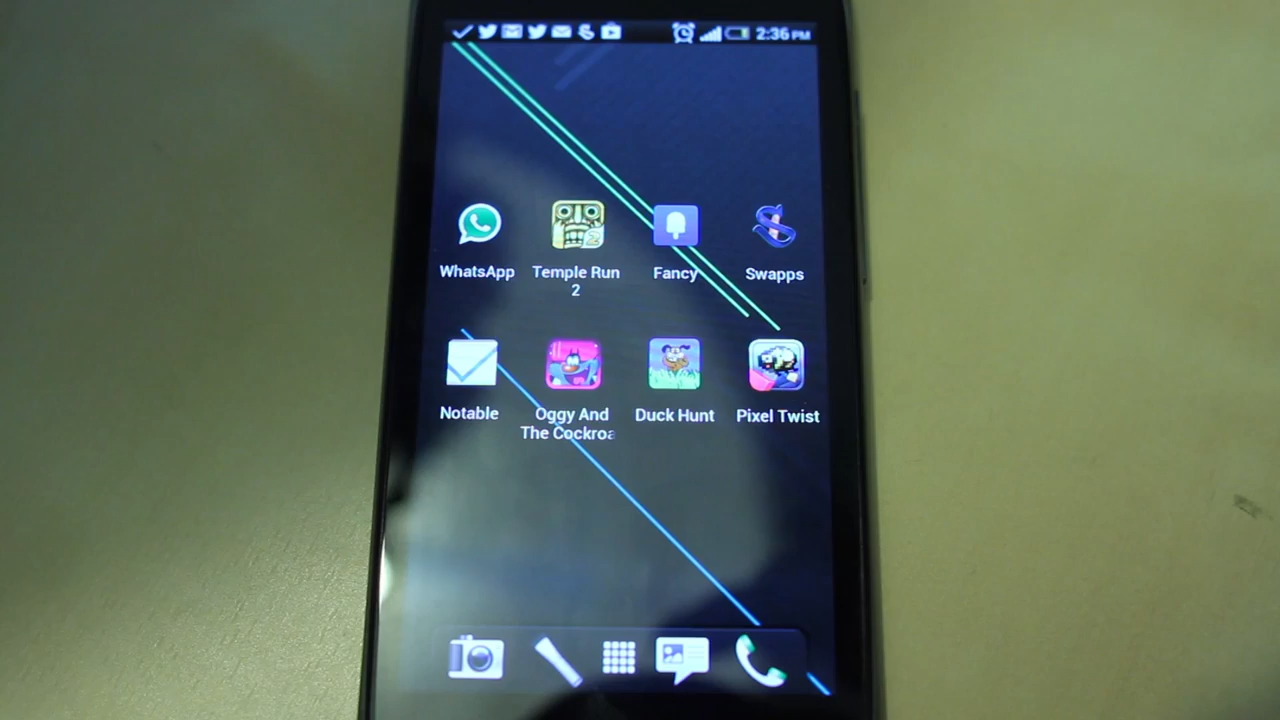 2:36 PM
WhatsApp
Temple Run
2
Fancy
Swapps
Notable
Oggy And
The Cockroa
Duck Hunt
Pixel Twist